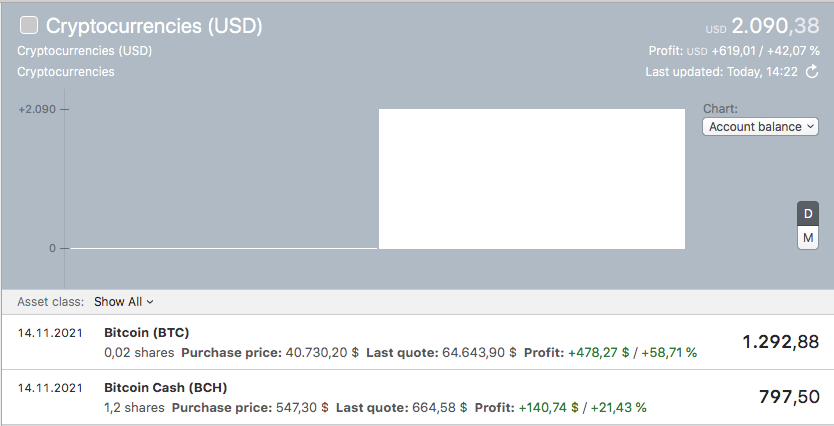 Cryptocurrencies (USD)
USD 2.090,38
Cryptocurrencies (USD)
Profit: USD +619,01 / +42,07 %
Cryptocurrencies
Last updated: Today, 14:22
+2.090
Chart:
Account balance
0
D
M
Asset class: Show All
14.11.2021
Bitcoin (BTC)
0,02 shares Purchase price: 40.730,20 $ Last quote: 64.643,90 $ Profit: +478,27 $ / +58,71 %
1.292,88
14.11.2021
Bitcoin Cash (BCH)
1,2 shares Purchase price: 547,30 $ Last quote: 664,58 $ Profit: +140,74 $ / +21,43 %
797,50